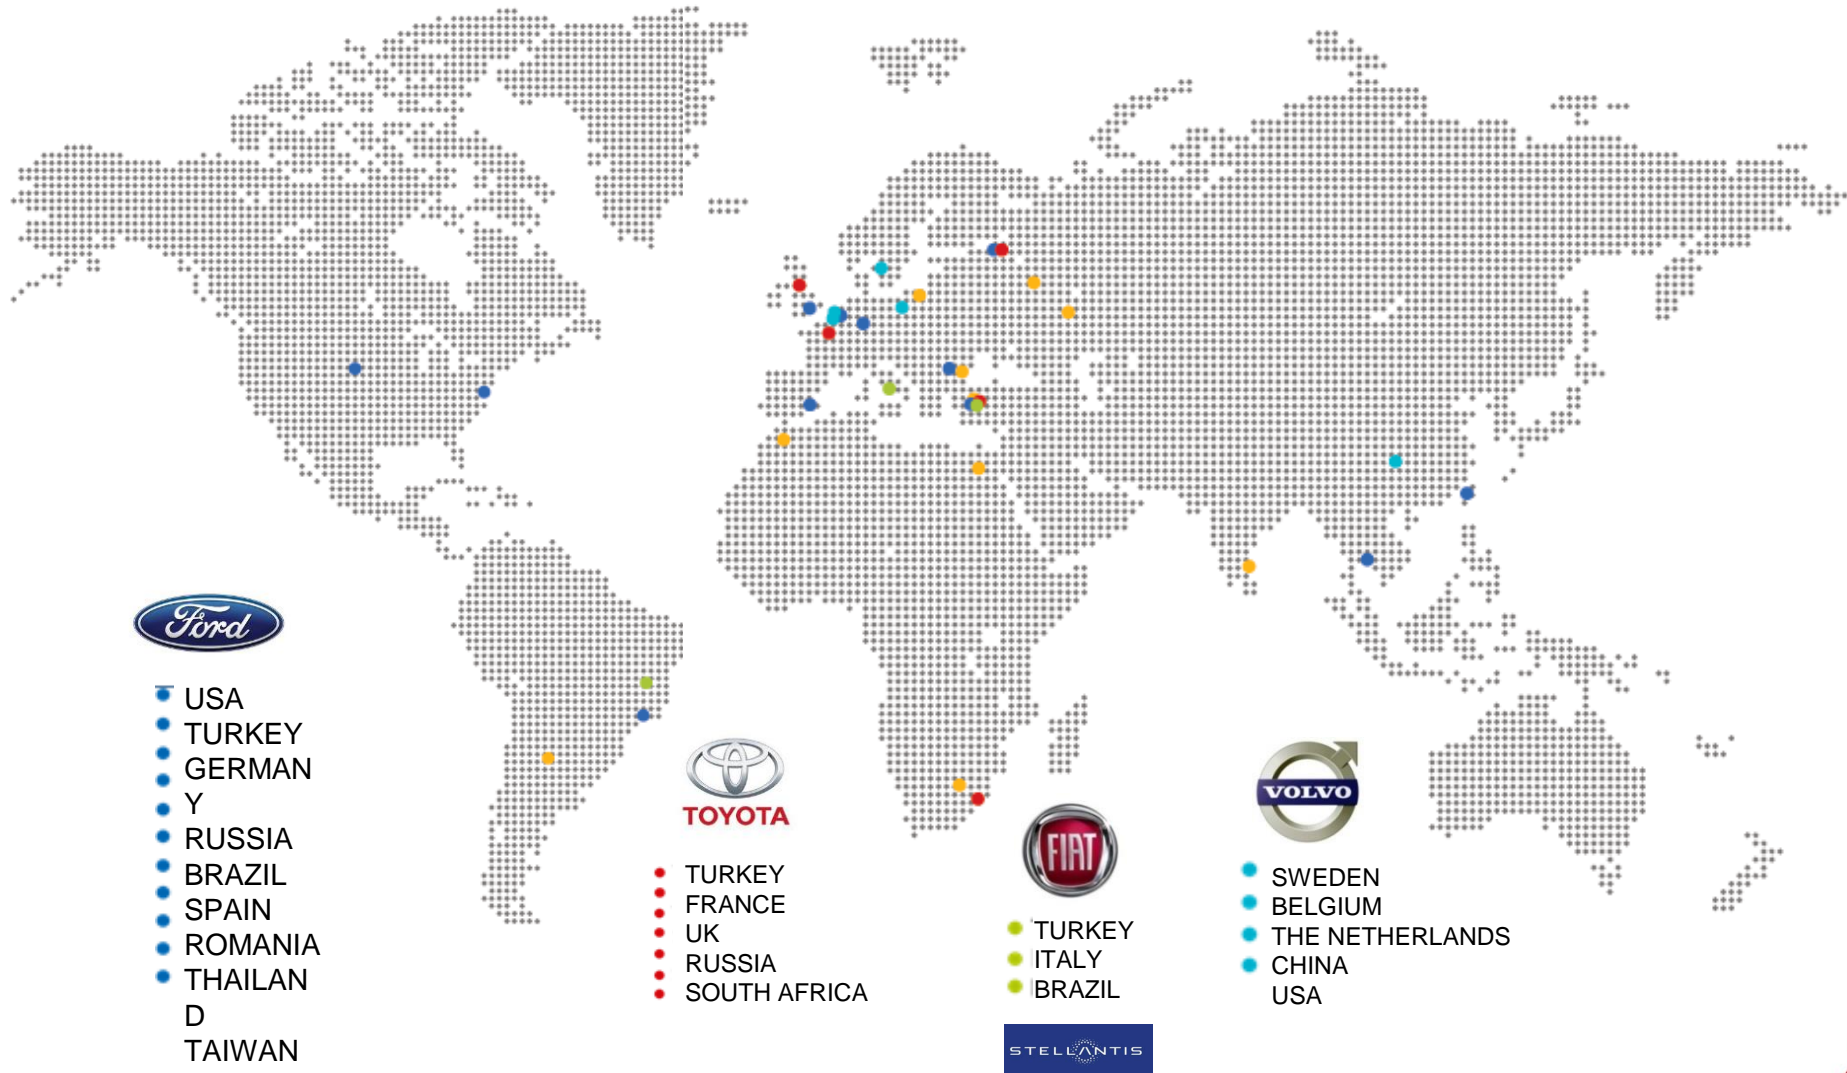 Ford
USA
TURKEY
GERMAN
Y
RUSSIA
BRAZIL
SPAIN
ROMANIA
THAILAN
D
TAIWAN
TOYOTA
TURKEY
FRANCE
UK
RUSSIA
SOUTH AFRICA
FIAT
TURKEY
ITALY
BRAZIL
STELLANTIS
VOLVO
SWEDEN
BELGIUM
THE NETHERLANDS
CHINA
USA